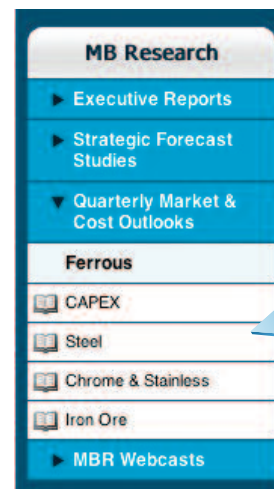 MB Research
Executive Reports
Strategic Forecast
Studies
Quarterly Market &
Cost Outlooks
Ferrous
CAPEX
Steel
Chrome & Stainless
Iron Ore
MBR Webcasts